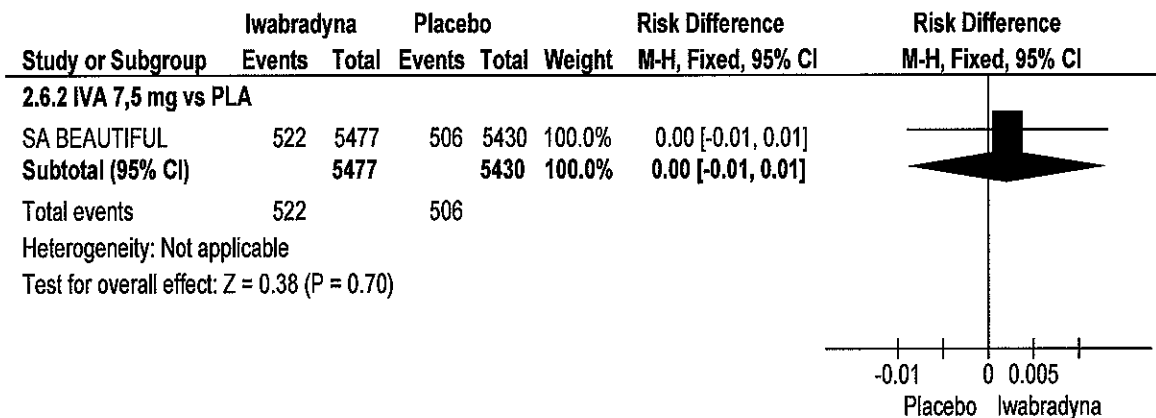 Iwabradyna Placebo Risk Difference Risk Difference
Study or Subgroup Events Total Events Total Weight M-H, Fixed, 95% CI M-H, Fixed, 95% CI
2.6.2 IVA 7,5 mg vs PLA
SA BEAUTIFUL 522 5477 506 5430 100.0% 0.00 [-0.01, 0.01]
Subtotal (95% CI) 5477 5430 100.0% 0.00 [-0.01, 0.01]
Total events 522 506
Heterogeneity: Not applicable
Test for overall effect: Z = 0.38 (P = 0.70)
-0.01 0 0.005
Placebo Iwabradyna